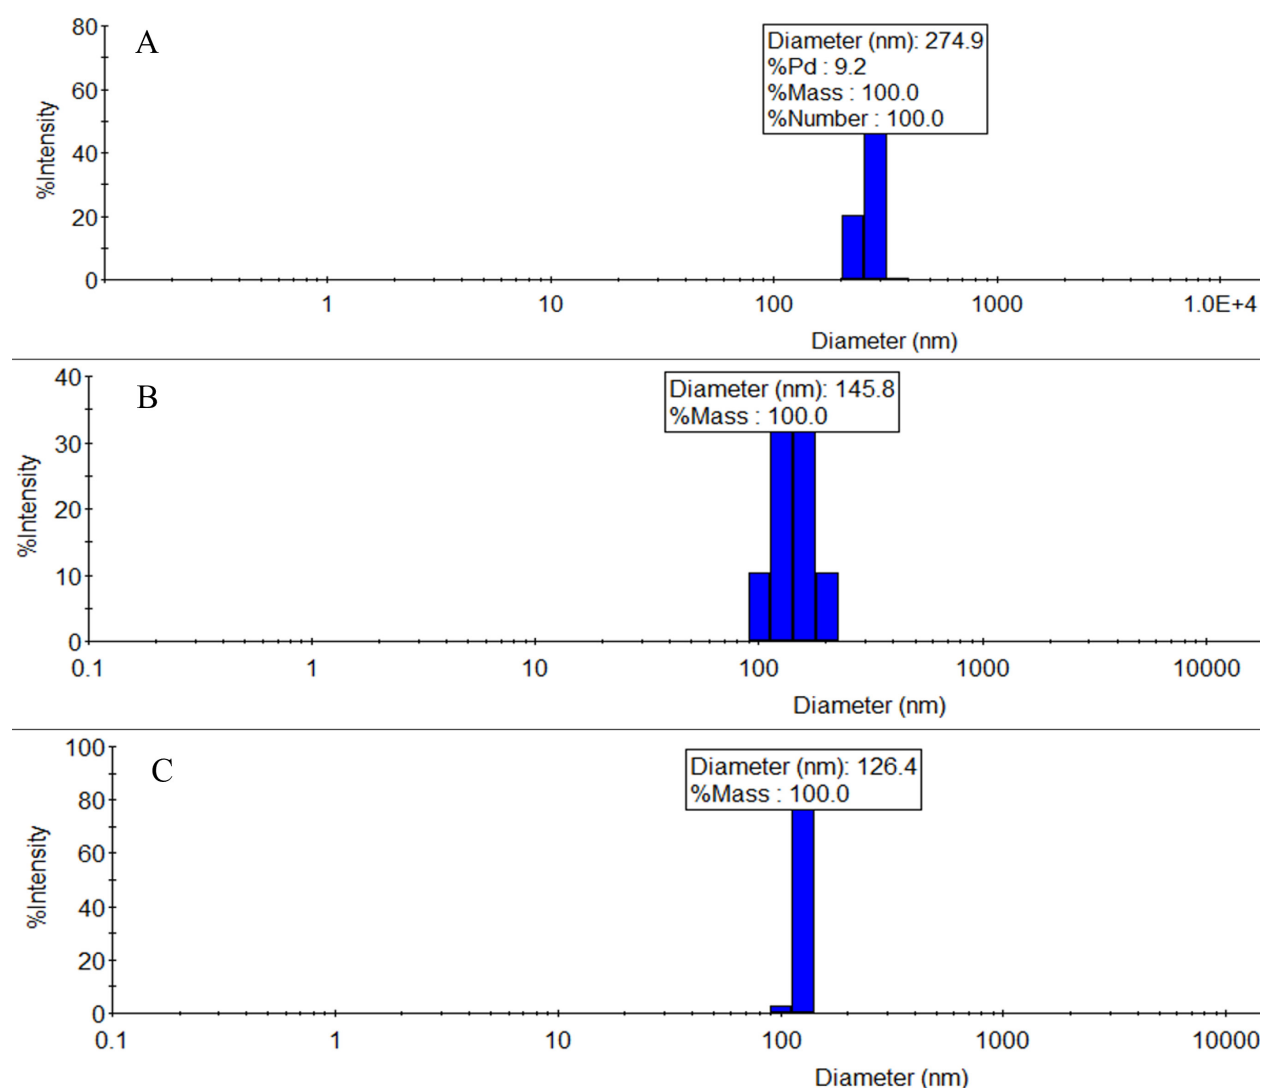 A
80
60
40
20
0
%Intensity
Diameter (nm): 274.9
%Pd : 9.2
%Mass : 100.0
%Number : 100.0
1 10 100 1000 1.0E+4
Diameter (nm)
B
40
30
20
10
0
%Intensity
Diameter (nm): 145.8
%Mass : 100.0
0.1 1 10 100 1000 10000
Diameter (nm)
C
100
80
60
40
20
0
%Intensity
Diameter (nm): 126.4
%Mass : 100.0
0.1 1 10 100 1000 10000
Diameter (nm)